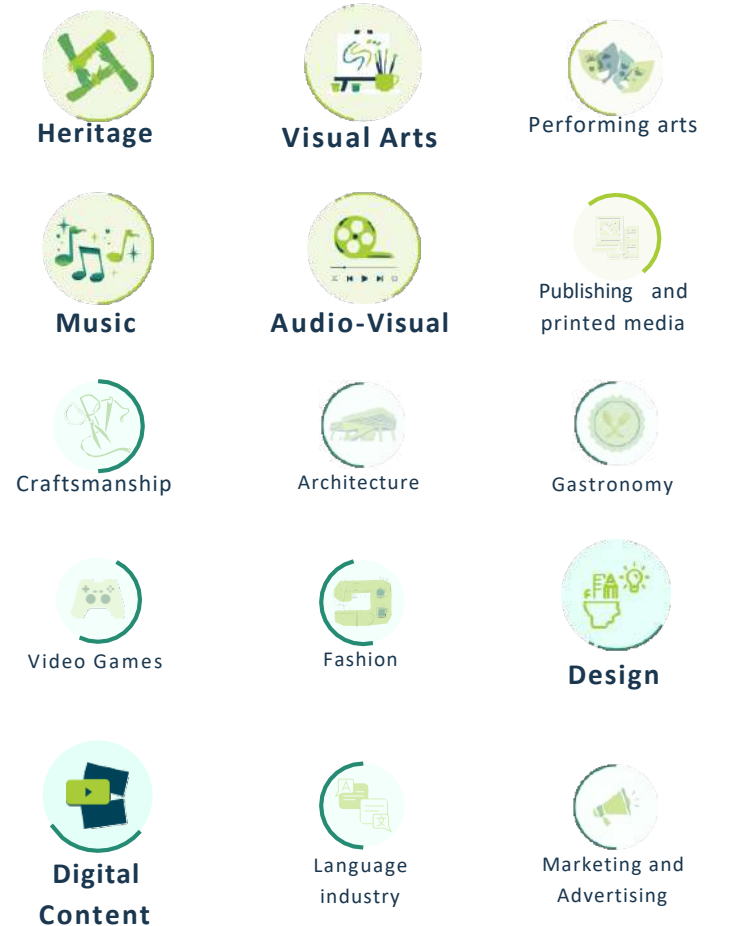 Heritage
Visual Arts
Performing arts
Music
Audio-Visual
Publishing and
printed media
Craftsmanship
Architecture
Gastronomy
Video Games
Fashion
Design
Digital
Content
Language
industry
Marketing and
Advertising